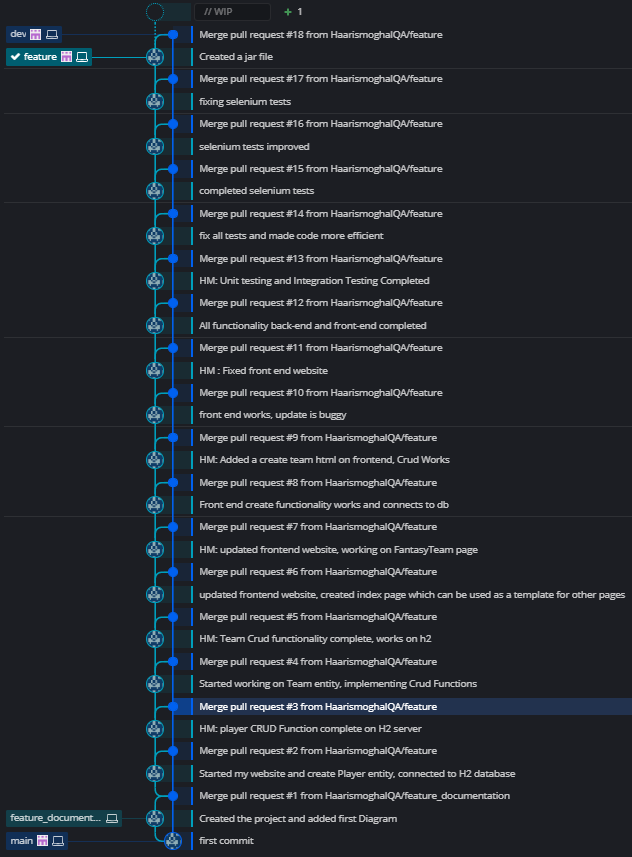 // WIP + 1
dev Merge pull request #18 from HaarismoghalQA/feature
feature Created a jar file
Merge pull request #17 from HaarismoghalQA/feature
fixing selenium tests
Merge pull request #16 from HaarismoghalQA/feature
selenium tests improved
Merge pull request #15 from HaarismoghalQA/feature
completed selenium tests
Merge pull request #14 from HaarismoghalQA/feature
fix all tests and made code more efficient
Merge pull request #13 from HaarismoghalQA/feature
HM: Unit testing and Integration Testing Completed
Merge pull request #12 from HaarismoghalQA/feature
All functionality back-end and front-end completed
Merge pull request #11 from HaarismoghalQA/feature
HM : Fixed front end website
Merge pull request #10 from HaarismoghalQA/feature
front end works, update is buggy
Merge pull request #9 from HaarismoghalQA/feature
HM: Added a create team html on frontend, Crud Works
Merge pull request #8 from HaarismoghalQA/feature
Front end create functionality works and connects to db
Merge pull request #7 from HaarismoghalQA/feature
HM: updated frontend website, working on FantasyTeam page
Merge pull request #6 from HaarismoghalQA/feature
updated frontend website, created index page which can be used as a template for other pages
Merge pull request #5 from HaarismoghalQA/feature
HM: Team Crud functionality complete, works on h2
Merge pull request #4 from HaarismoghalQA/feature
Started working on Team entity, implementing Crud Functions
Merge pull request #3 from HaarismoghalQA/feature
HM: player CRUD Function complete on H2 server
Merge pull request #2 from HaarismoghalQA/feature
Started my website and create Player entity, connected to H2 database
Merge pull request #1 from HaarismoghalQA/feature_documentation
feature_document... Created the project and added first Diagram
main first commit